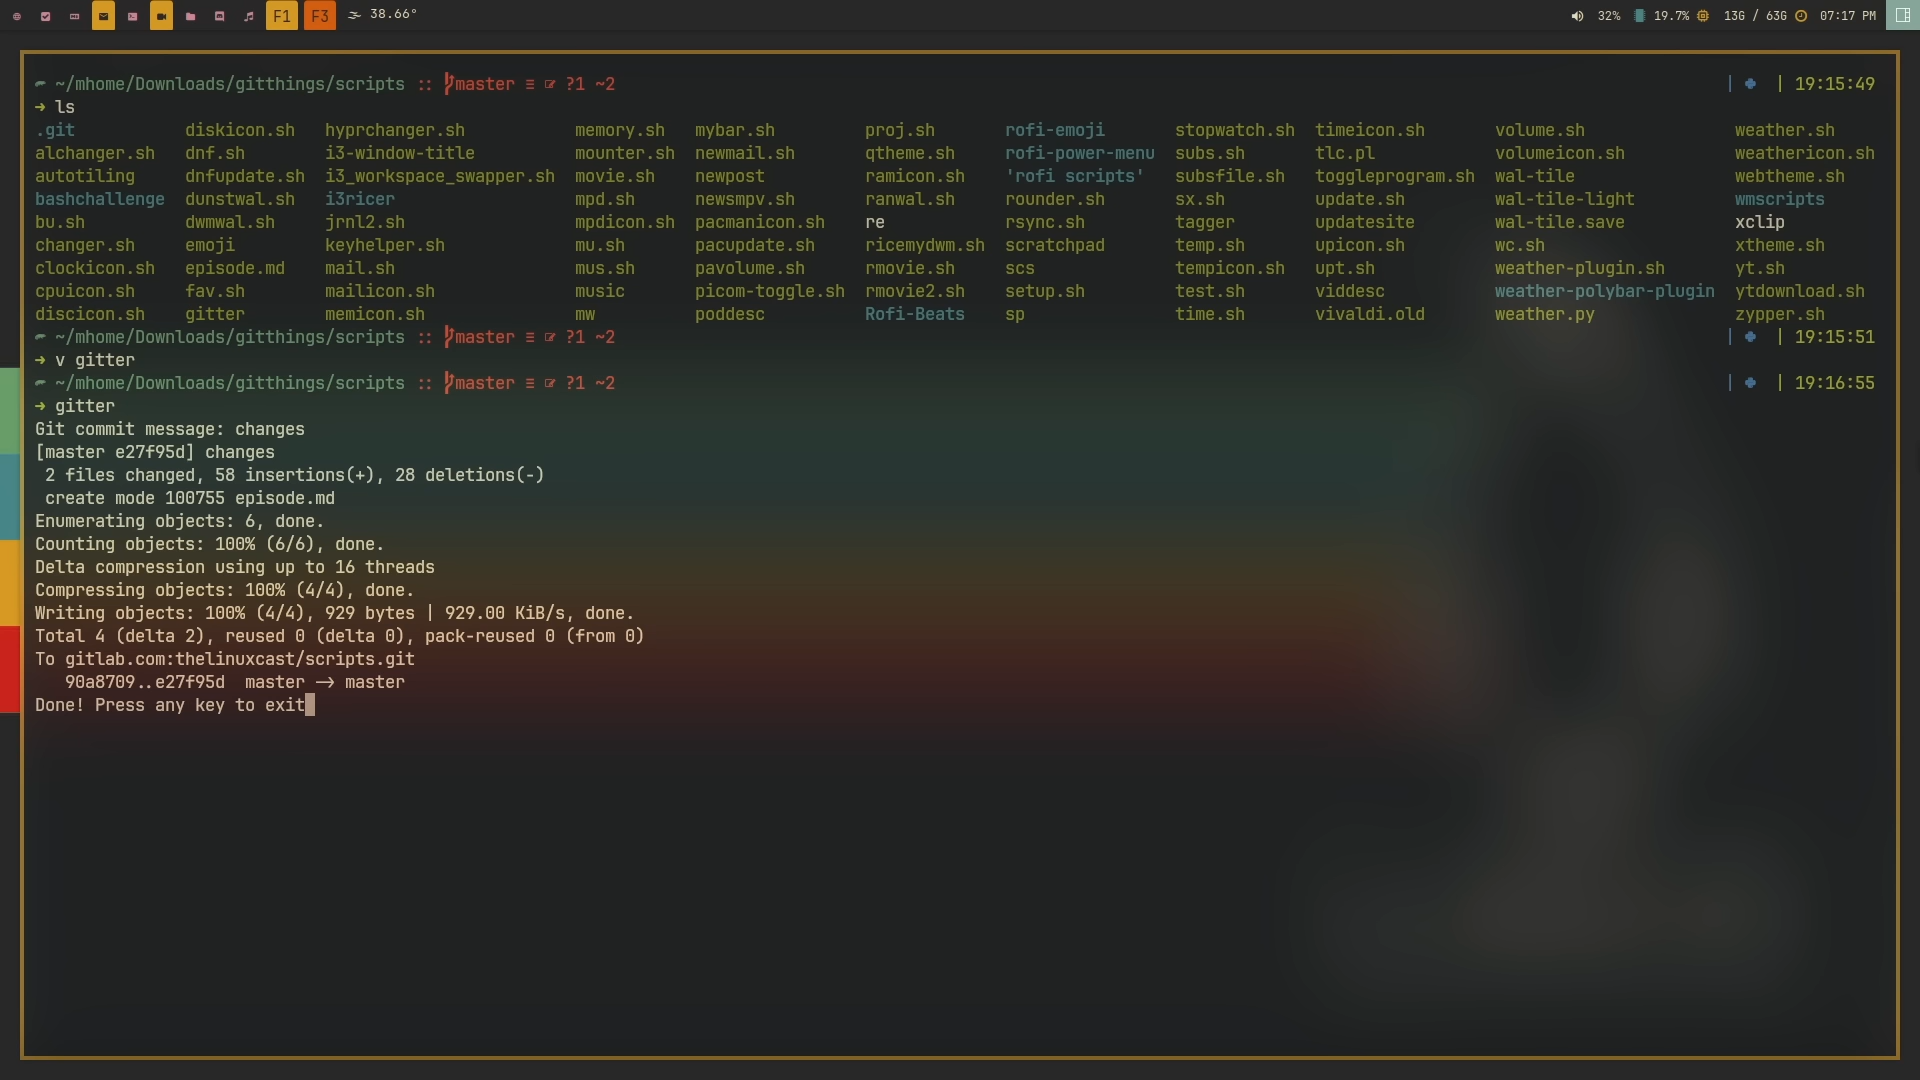 F1 F3 38.66° 32% 19.7% 13G / 63G 07:17 PM
~/mhome/Downloads/gitthings/scripts :: master ≡ ?1 ~2 | | 19:15:49
→ ls
.git diskicon.sh hyprchanger.sh memory.sh mybar.sh proj.sh rofi-emoji stopwatch.sh timeicon.sh volume.sh weather.sh
alchanger.sh dnf.sh i3-window-title mounter.sh newmail.sh qtheme.sh rofi-power-menu subs.sh tlc.pl volumeicon.sh weathericon.sh
autotiling dnfupdate.sh i3_workspace_swapper.sh movie.sh newpost ramicon.sh 'rofi scripts' subsfile.sh toggleprogram.sh wal-tile webtheme.sh
bashchallenge dunstwal.sh i3ricer mpd.sh newsmpv.sh ranwal.sh rounder.sh sx.sh update.sh wal-tile-light wmscripts
bu.sh dwmwal.sh jrnl2.sh mpdicon.sh pacmanicon.sh re rsync.sh tagger updatesite wal-tile.save xclip
changer.sh emoji keyhelper.sh mu.sh pacupdate.sh ricemydwm.sh scratchpad temp.sh upicon.sh wc.sh xtheme.sh
clockicon.sh episode.md mail.sh mus.sh pavolume.sh rmovie.sh scs tempicon.sh upt.sh weather-plugin.sh yt.sh
cpuicon.sh fav.sh mailicon.sh music picom-toggle.sh rmovie2.sh setup.sh test.sh viddesc weather-polybar-plugin ytdownload.sh
discicon.sh gitter memicon.sh mw poddesc Rofi-Beats sp time.sh vivaldi.old weather.py zypper.sh
~/mhome/Downloads/gitthings/scripts :: master ≡ ?1 ~2 | | 19:15:51
→ v gitter
~/mhome/Downloads/gitthings/scripts :: master ≡ ?1 ~2 | | 19:16:55
→ gitter
Git commit message: changes
[master e27f95d] changes
2 files changed, 58 insertions(+), 28 deletions(-)
create mode 100755 episode.md
Enumerating objects: 6, done.
Counting objects: 100% (6/6), done.
Delta compression using up to 16 threads
Compressing objects: 100% (4/4), done.
Writing objects: 100% (4/4), 929 bytes | 929.00 KiB/s, done.
Total 4 (delta 2), reused 0 (delta 0), pack-reused 0 (from 0)
To gitlab.com:thelinuxcast/scripts.git
90a8709..e27f95d master -> master
Done! Press any key to exit